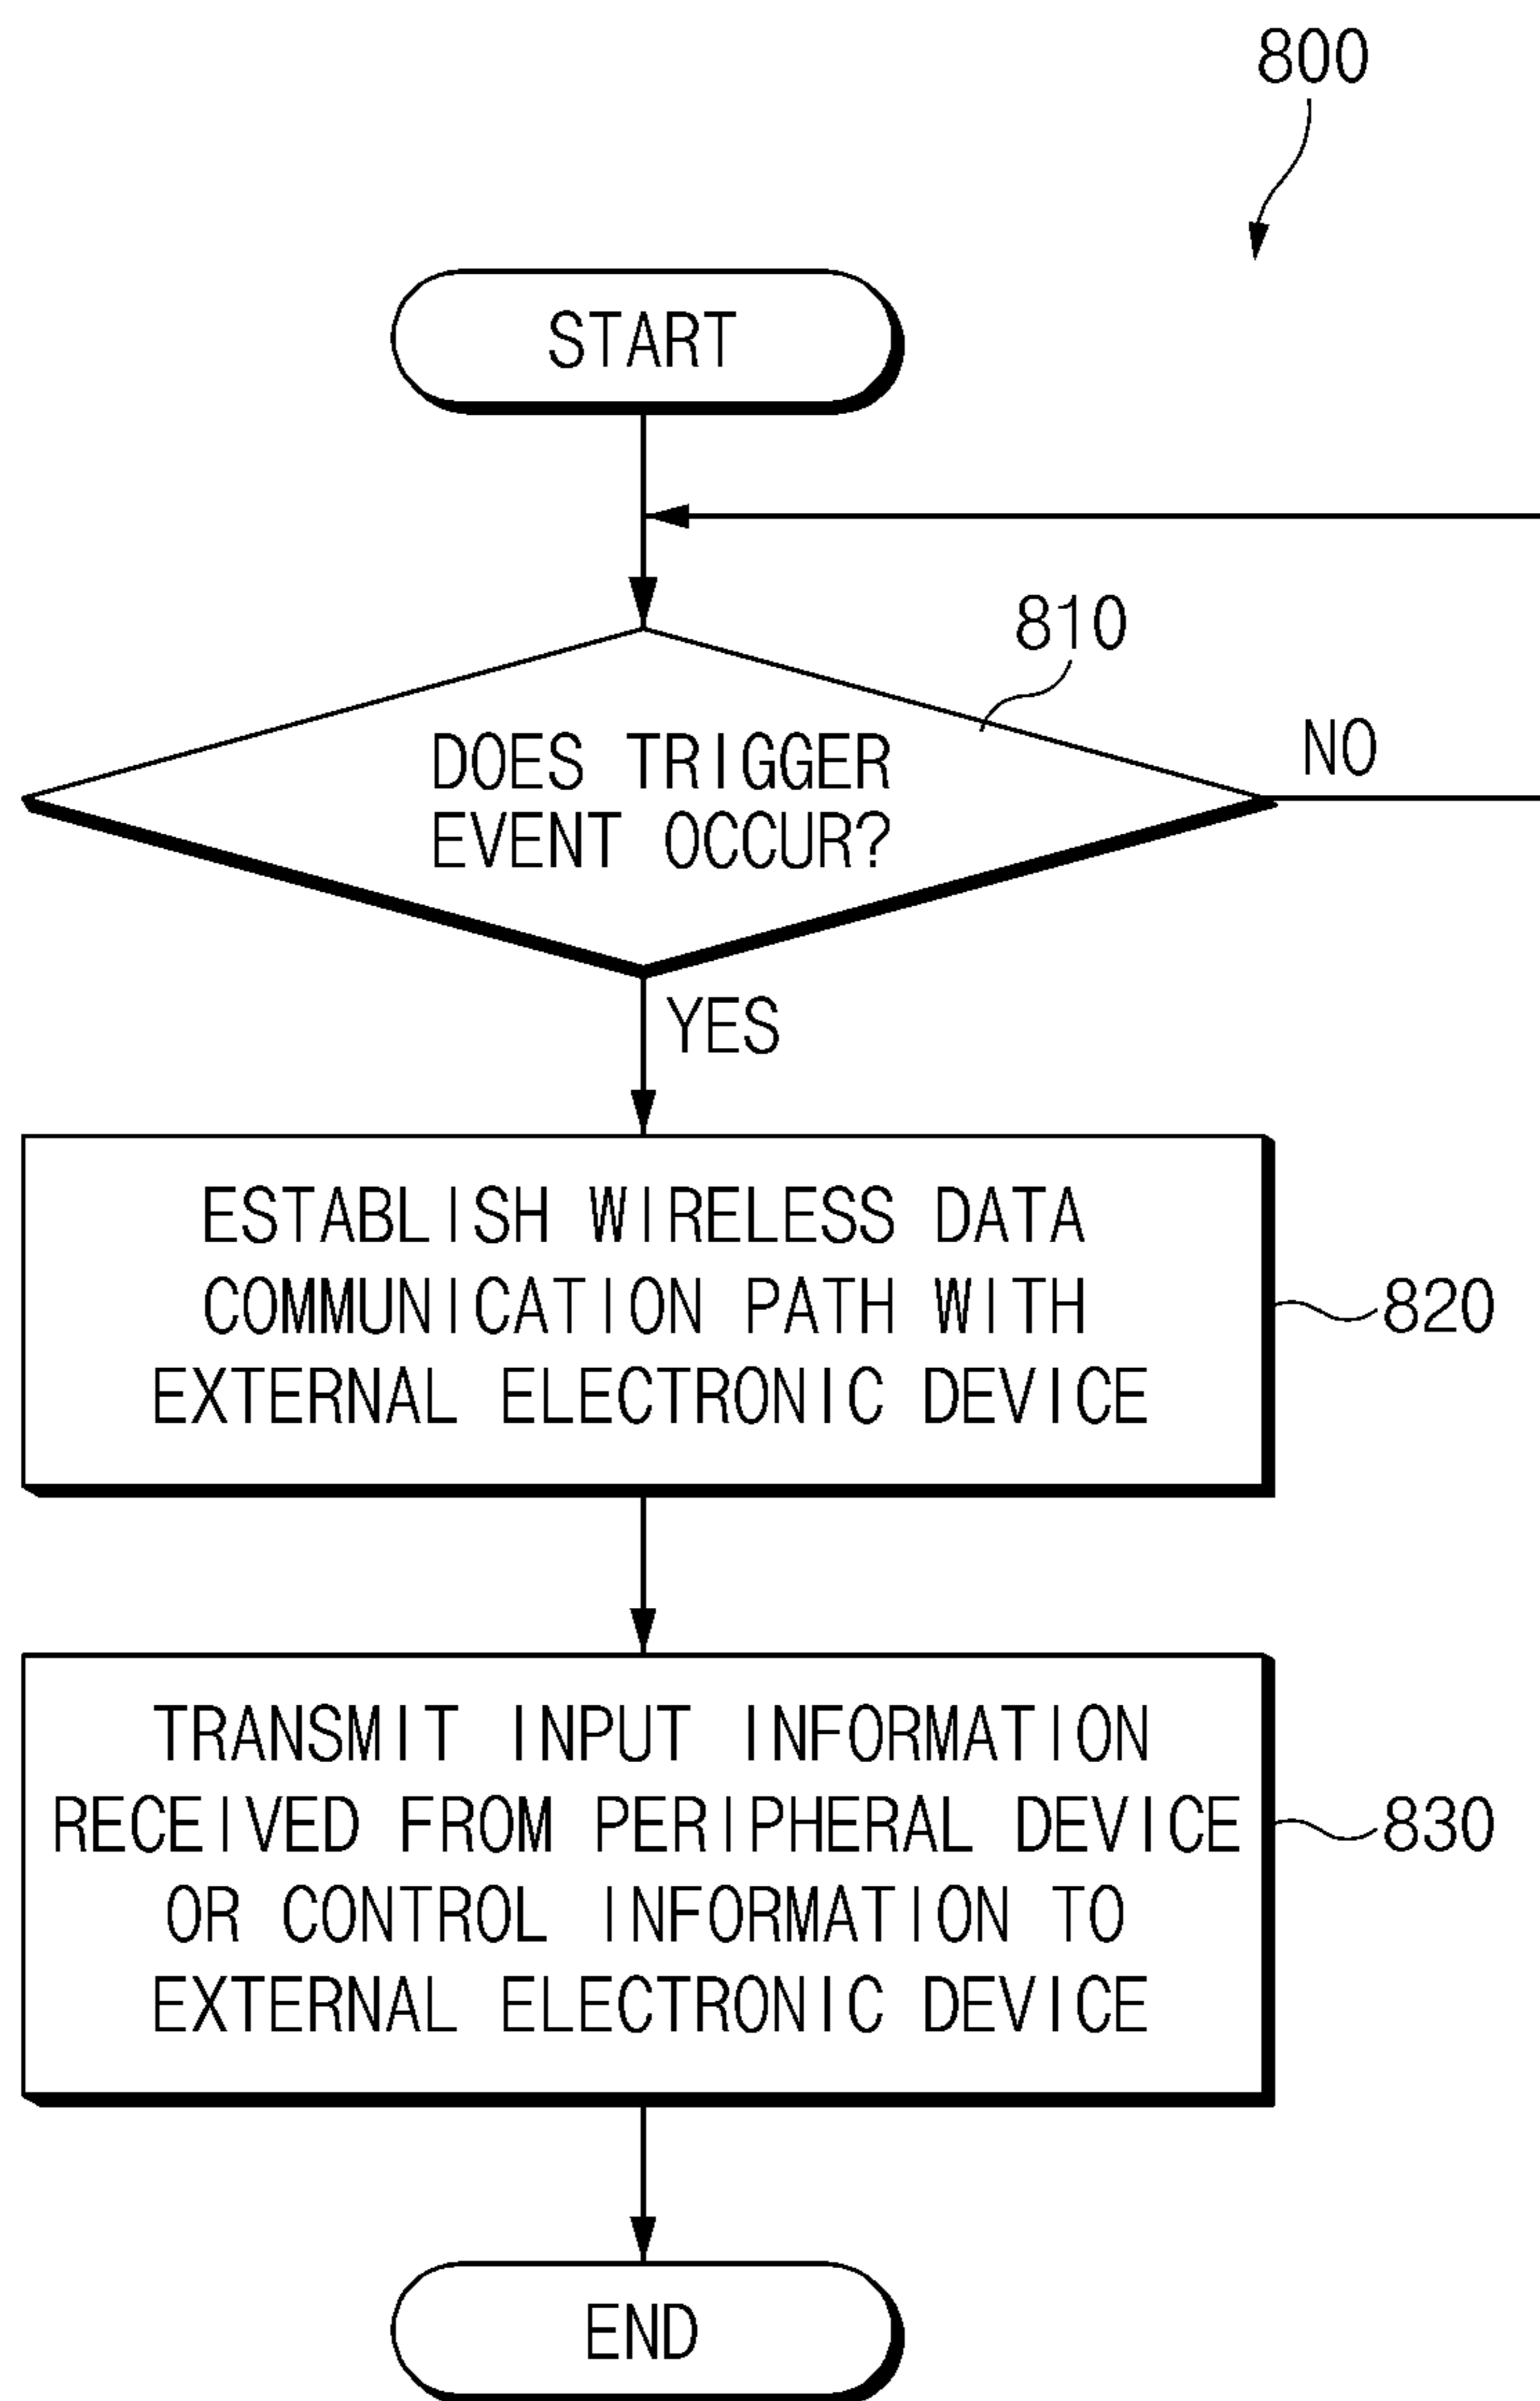 800
START
810
DOES TRIGGER
EVENT OCCUR?
NO
YES
ESTABLISH WIRELESS DATA
COMMUNICATION PATH WITH
EXTERNAL ELECTRONIC DEVICE
820
TRANSMIT INPUT INFORMATION
RECEIVED FROM PERIPHERAL DEVICE
OR CONTROL INFORMATION TO
EXTERNAL ELECTRONIC DEVICE
830
END